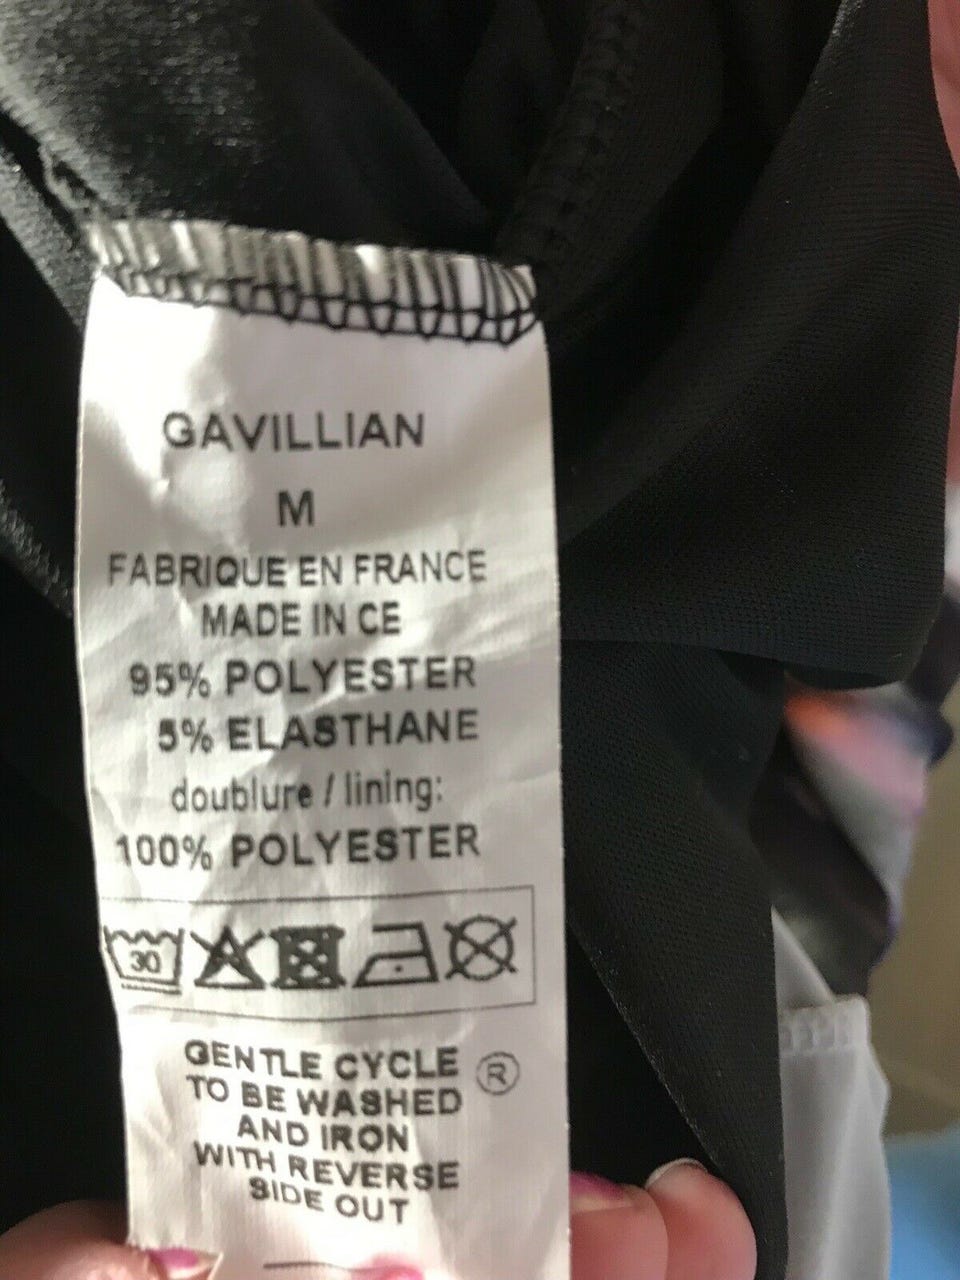 GAVILLIAN
M
FABRIQUE EN FRANCE
MADE IN CE
95% POLYESTER
5% ELASTHANE
doublure / lining:
100% POLYESTER
30
GENTLE CYCLE ®
TO BE WASHED
AND IRON
WITH REVERSE
SIDE OUT